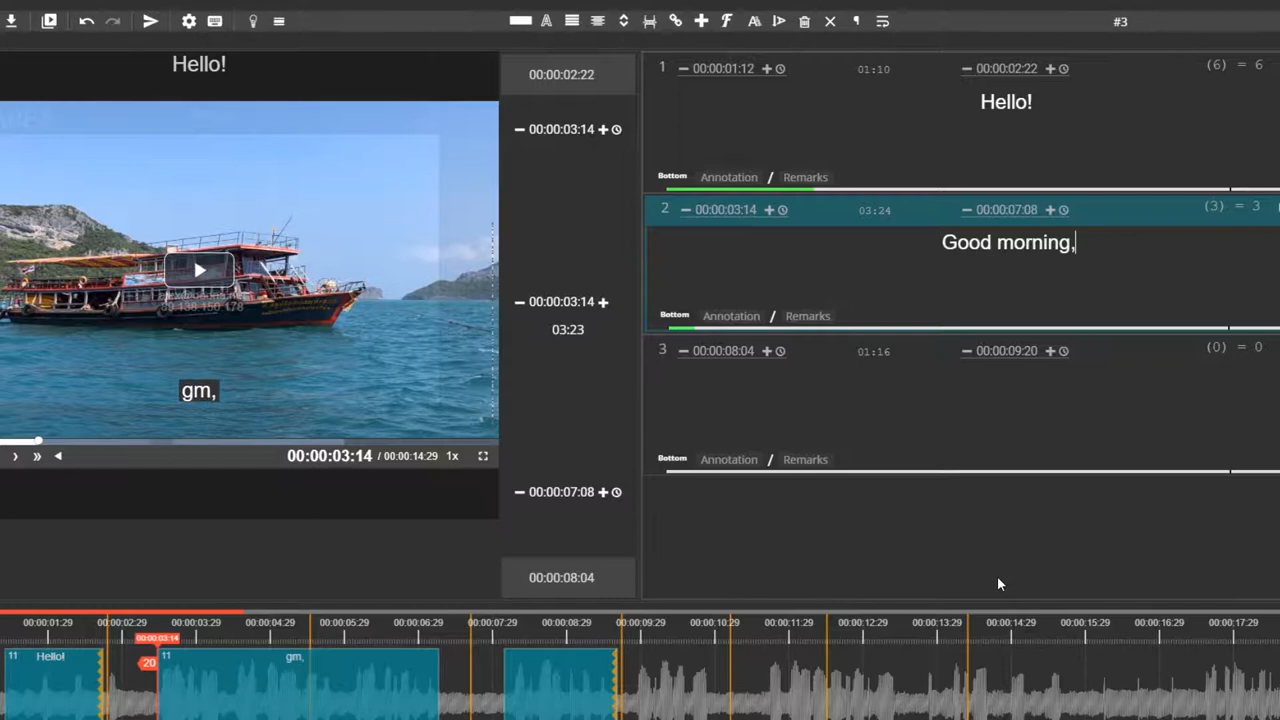 #3
Hello!
gm,
00:00:03:14 / 00:00:14:29 1x
00:00:02:22
00:00:03:14
00:00:03:14
03:23
00:00:07:08
00:00:08:04
1 00:00:01:12 01:10 00:00:02:22 (6) = 6
Hello!
Bottom Annotation / Remarks
2 00:00:03:14 03:24 00:00:07:08 (3) = 3
Good morning,
Bottom Annotation / Remarks
3 00:00:08:04 01:16 00:00:09:20 (0) = 0
Bottom Annotation / Remarks
00:00:01:29 00:00:02:29 00:00:03:29 00:00:04:29 00:00:05:29 00:00:06:29 00:00:07:29 00:00:08:29 00:00:09:29 00:00:10:29 00:00:11:29 00:00:12:29 00:00:13:29 00:00:14:29 00:00:15:29 00:00:16:29 00:00:17:29
00:00:03:14
11 Hello! 20 11 gm,